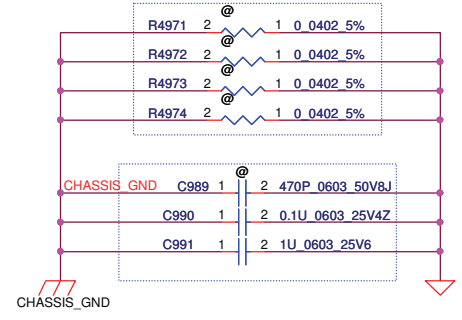 @
R4971 2 1 0_0402_5%
@
R4972 2 1 0_0402_5%
@
R4973 2 1 0_0402_5%
@
R4974 2 1 0_0402_5%
@
CHASSIS_GND C989 1 2 470P_0603_50V8J
C990 1 2 0.1U_0603_25V4Z
C991 1 2 1U_0603_25V6
CHASSIS_GND